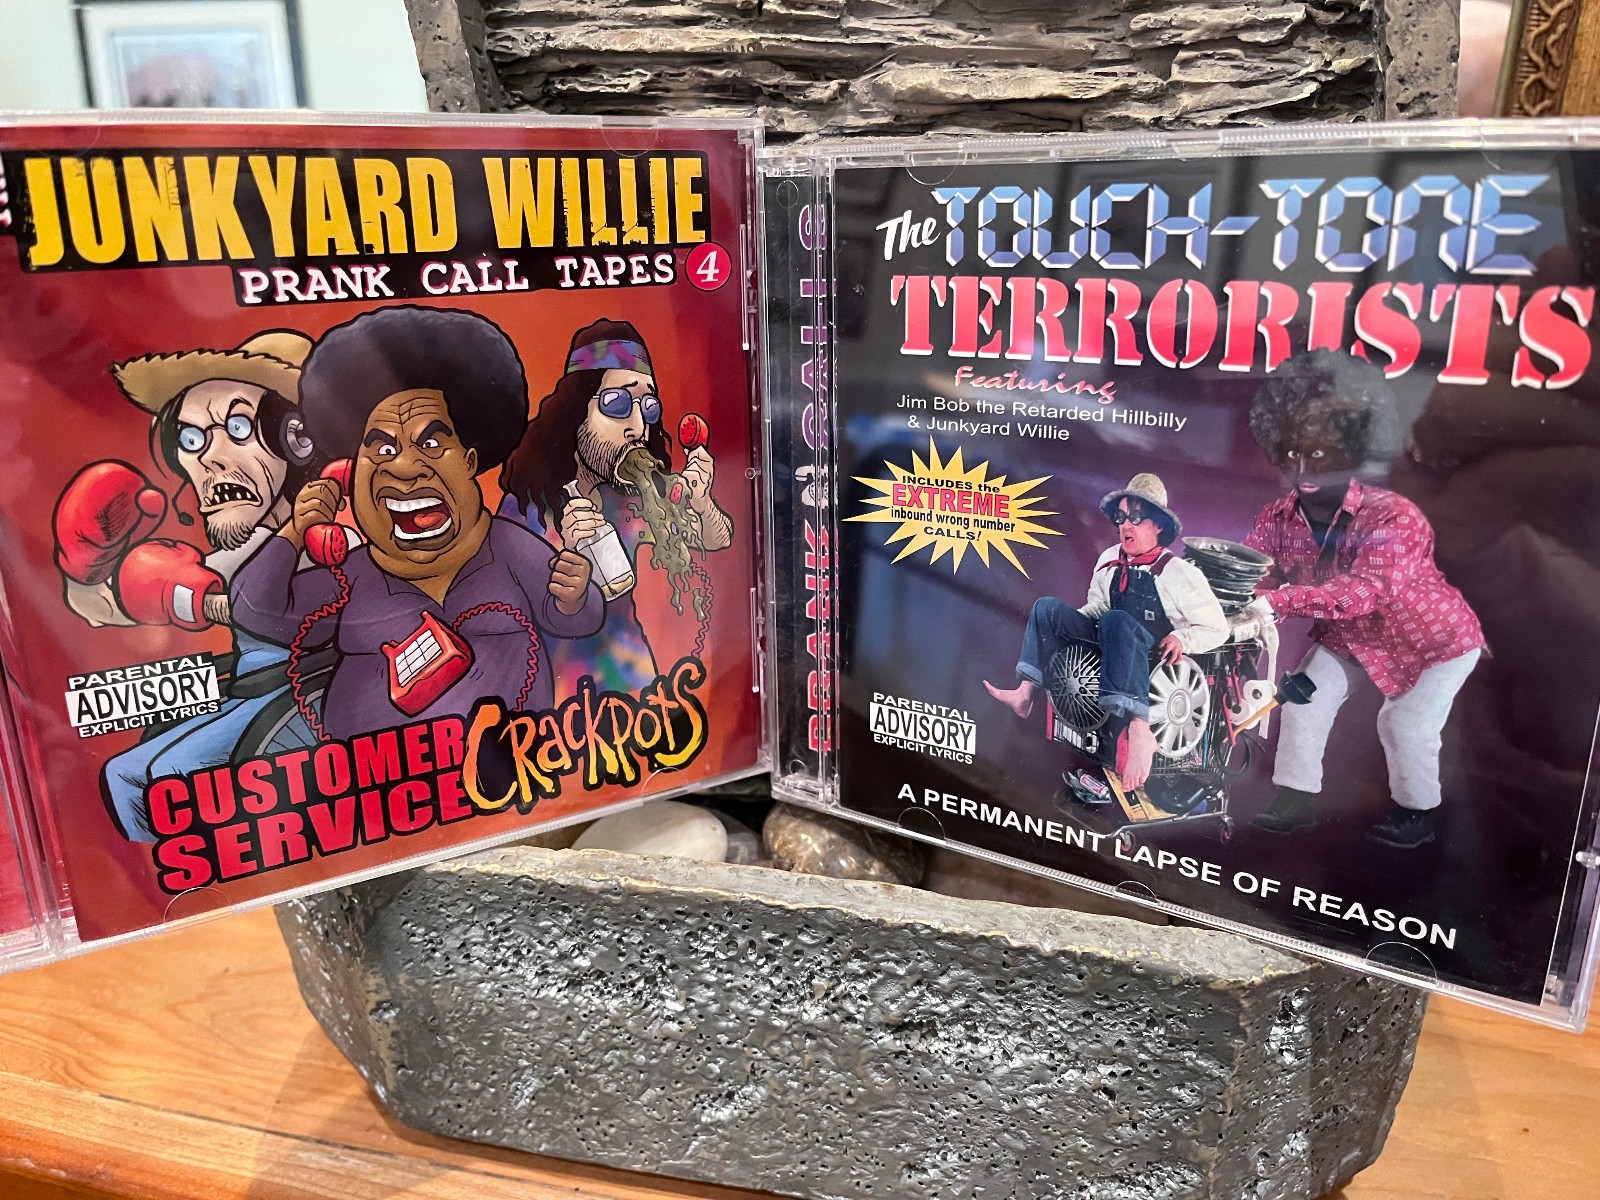 JUNKYARD WILLIE
PRANK CALL TAPES 4
PARENTAL
ADVISORY
EXPLICIT LYRICS
CUSTOMER
SERVICE
CRackpotS
PRANK CALLS
The TOUCH-TONE
TERRORISTS
Featuring
Jim Bob the Retarded Hillbilly
& Junkyard Willie
INCLUDES the
EXTREME
inbound wrong number
CALLS!
PARENTAL
ADVISORY
EXPLICIT LYRICS
A PERMANENT LAPSE OF REASON